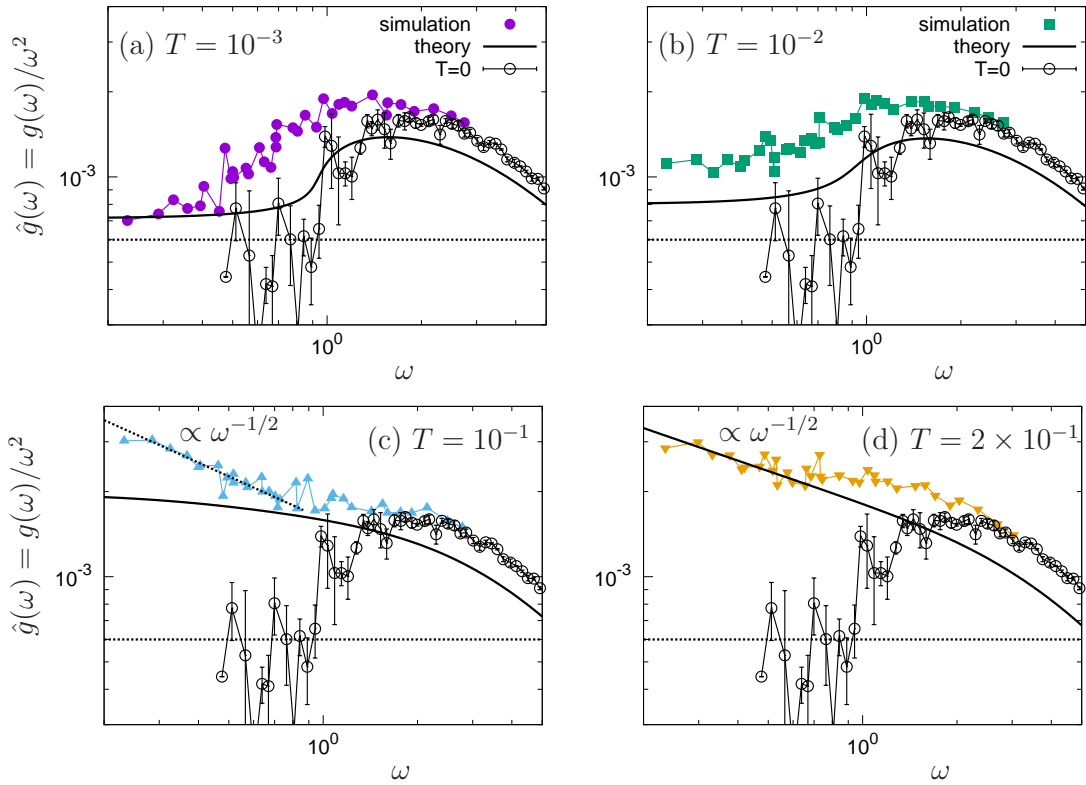 (a) T = 10⁻³
simulation
theory
T=0
ĝ(ω) = g(ω)/ω²
10⁻³
10⁰
ω
(b) T = 10⁻²
simulation
theory
T=0
10⁻³
10⁰
ω
∝ ω⁻¹/²
(c) T = 10⁻¹
ĝ(ω) = g(ω)/ω²
10⁻³
10⁰
ω
∝ ω⁻¹/²
(d) T = 2 × 10⁻¹
10⁻³
10⁰
ω